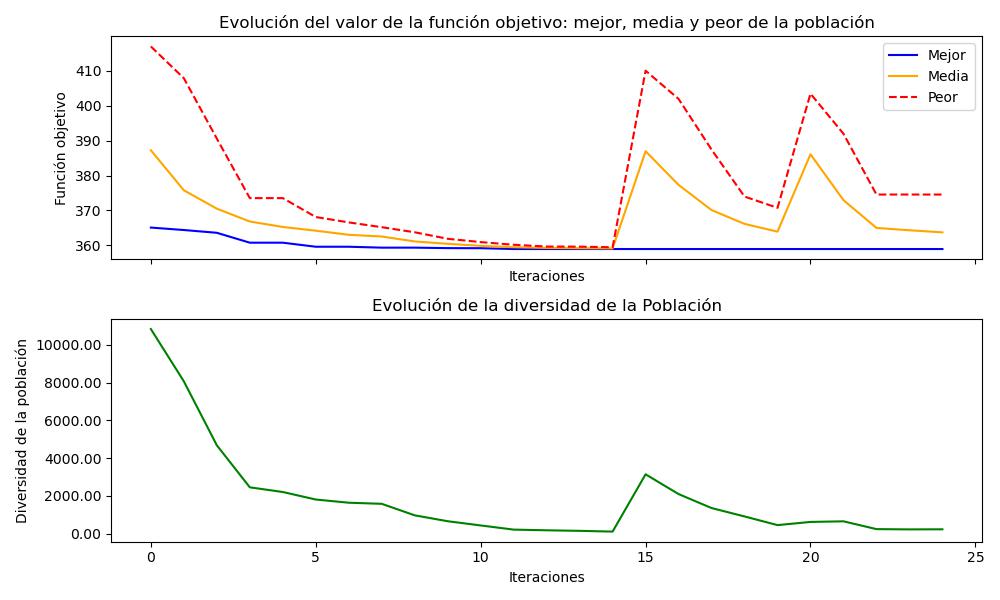 Evolución del valor de la función objetivo: mejor, media y peor de la población
Función objetivo
410
400
390
380
370
360
Mejor
Media
Peor
Iteraciones
Evolución de la diversidad de la Población
Diversidad de la población
10000.00
8000.00
6000.00
4000.00
2000.00
0.00
0 5 10 15 20 25
Iteraciones